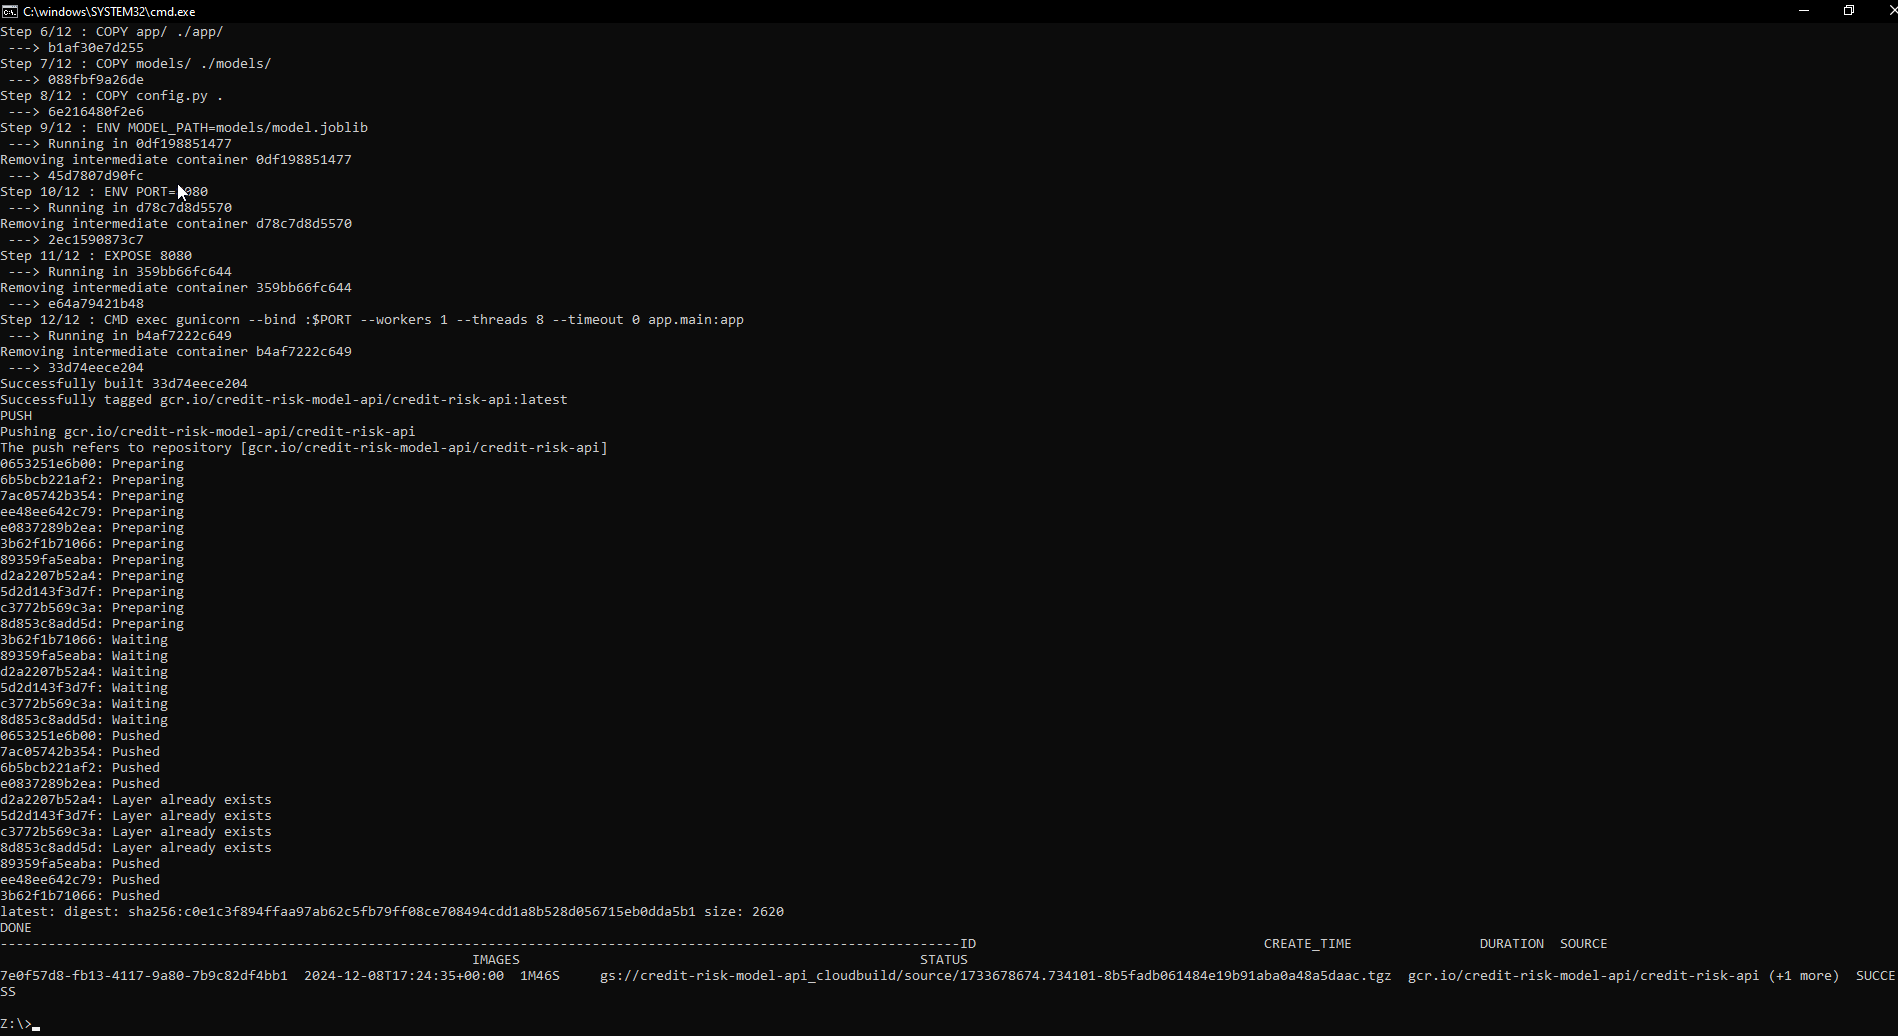 C:\windows\SYSTEM32\cmd.exe
Step 6/12 : COPY app/ ./app/
 ---> b1af30e7d255
Step 7/12 : COPY models/ ./models/
 ---> 088fbf9a26de
Step 8/12 : COPY config.py .
 ---> 6e216480f2e6
Step 9/12 : ENV MODEL_PATH=models/model.joblib
 ---> Running in 0df198851477
Removing intermediate container 0df198851477
 ---> 45d7807d90fc
Step 10/12 : ENV PORT=8080
 ---> Running in d78c7d8d5570
Removing intermediate container d78c7d8d5570
 ---> 2ec1590873c7
Step 11/12 : EXPOSE 8080
 ---> Running in 359bb66fc644
Removing intermediate container 359bb66fc644
 ---> e64a79421b48
Step 12/12 : CMD exec gunicorn --bind :$PORT --workers 1 --threads 8 --timeout 0 app.main:app
 ---> Running in b4af7222c649
Removing intermediate container b4af7222c649
 ---> 33d74eece204
Successfully built 33d74eece204
Successfully tagged gcr.io/credit-risk-model-api/credit-risk-api:latest
PUSH
Pushing gcr.io/credit-risk-model-api/credit-risk-api
The push refers to repository [gcr.io/credit-risk-model-api/credit-risk-api]
0653251e6b00: Preparing
6b5bcb221af2: Preparing
7ac05742b354: Preparing
ee48ee642c79: Preparing
e0837289b2ea: Preparing
3b62f1b71066: Preparing
89359fa5eaba: Preparing
d2a2207b52a4: Preparing
5d2d143f3d7f: Preparing
c3772b569c3a: Preparing
8d853c8add5d: Preparing
3b62f1b71066: Waiting
89359fa5eaba: Waiting
d2a2207b52a4: Waiting
5d2d143f3d7f: Waiting
c3772b569c3a: Waiting
8d853c8add5d: Waiting
0653251e6b00: Pushed
7ac05742b354: Pushed
6b5bcb221af2: Pushed
e0837289b2ea: Pushed
d2a2207b52a4: Layer already exists
5d2d143f3d7f: Layer already exists
c3772b569c3a: Layer already exists
8d853c8add5d: Layer already exists
89359fa5eaba: Pushed
ee48ee642c79: Pushed
3b62f1b71066: Pushed
latest: digest: sha256:c0e1c3f894ffaa97ab62c5fb79ff08ce708494cdd1a8b528d056715eb0dda5b1 size: 2620
DONE
------------------------------------------------------------------------------------------------------------------------ID CREATE_TIME DURATION SOURCE
IMAGES STATUS
7e0f57d8-fb13-4117-9a80-7b9c82df4bb1 2024-12-08T17:24:35+00:00 1M46S gs://credit-risk-model-api_cloudbuild/source/1733678674.734101-8b5fadb061484e19b91aba0a48a5daac.tgz gcr.io/credit-risk-model-api/credit-risk-api (+1 more) SUCCE
SS
Z:\>